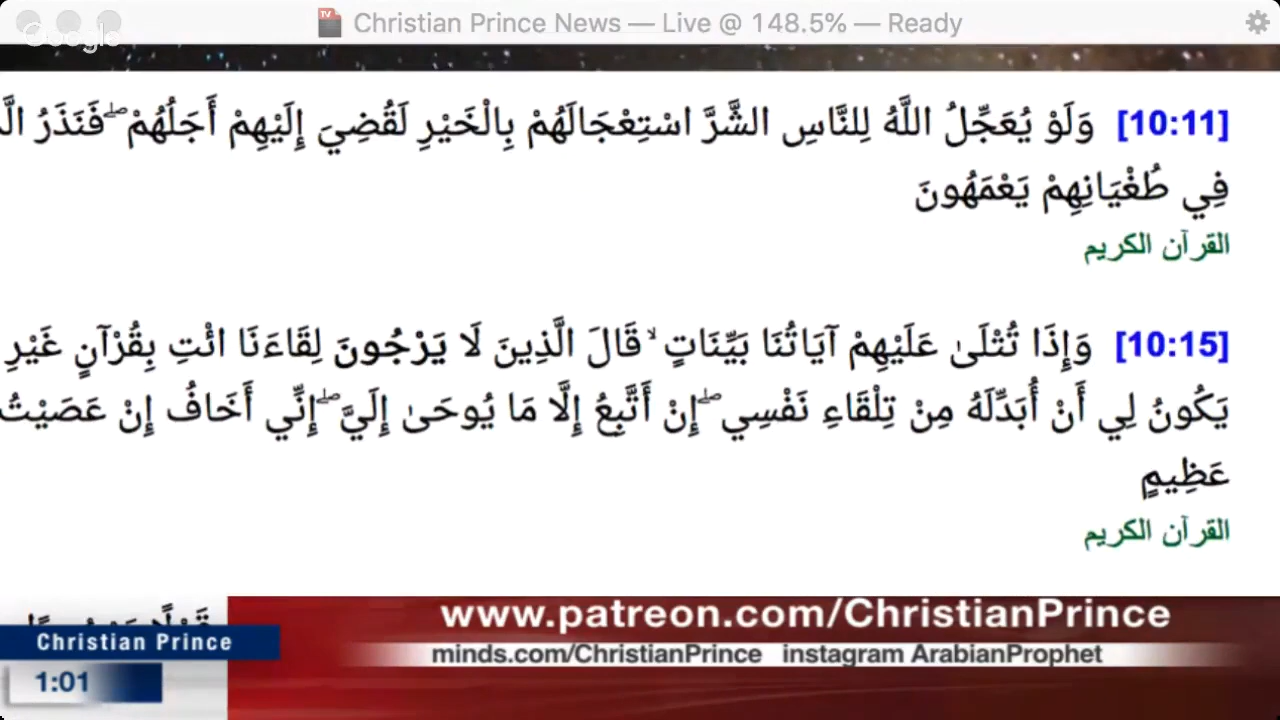 Christian Prince News — Live @ 148.5% — Ready
Google
[10:11] وَلَوْ يُعَجِّلُ اللَّهُ لِلنَّاسِ الشَّرَّ اسْتِعْجَالَهُمْ بِالْخَيْرِ لَقُضِيَ إِلَيْهِمْ أَجَلُهُمْ ۖ فَنَذَرُ
فِي طُغْيَانِهِمْ يَعْمَهُونَ
القرآن الكريم
[10:15] وَإِذَا تُتْلَىٰ عَلَيْهِمْ آيَاتُنَا بَيِّنَاتٍ ۙ قَالَ الَّذِينَ لَا يَرْجُونَ لِقَاءَنَا ائْتِ بِقُرْآنٍ غَيْرِ
يَكُونُ لِي أَنْ أُبَدِّلَهُ مِنْ تِلْقَاءِ نَفْسِي ۖ إِنْ أَتَّبِعُ إِلَّا مَا يُوحَىٰ إِلَيَّ ۖ إِنِّي أَخَافُ إِنْ عَصَيْتُ
عَظِيمٍ
القرآن الكريم
www.patreon.com/ChristianPrince
Christian Prince
minds.com/ChristianPrince instagram ArabianProphet
1:01